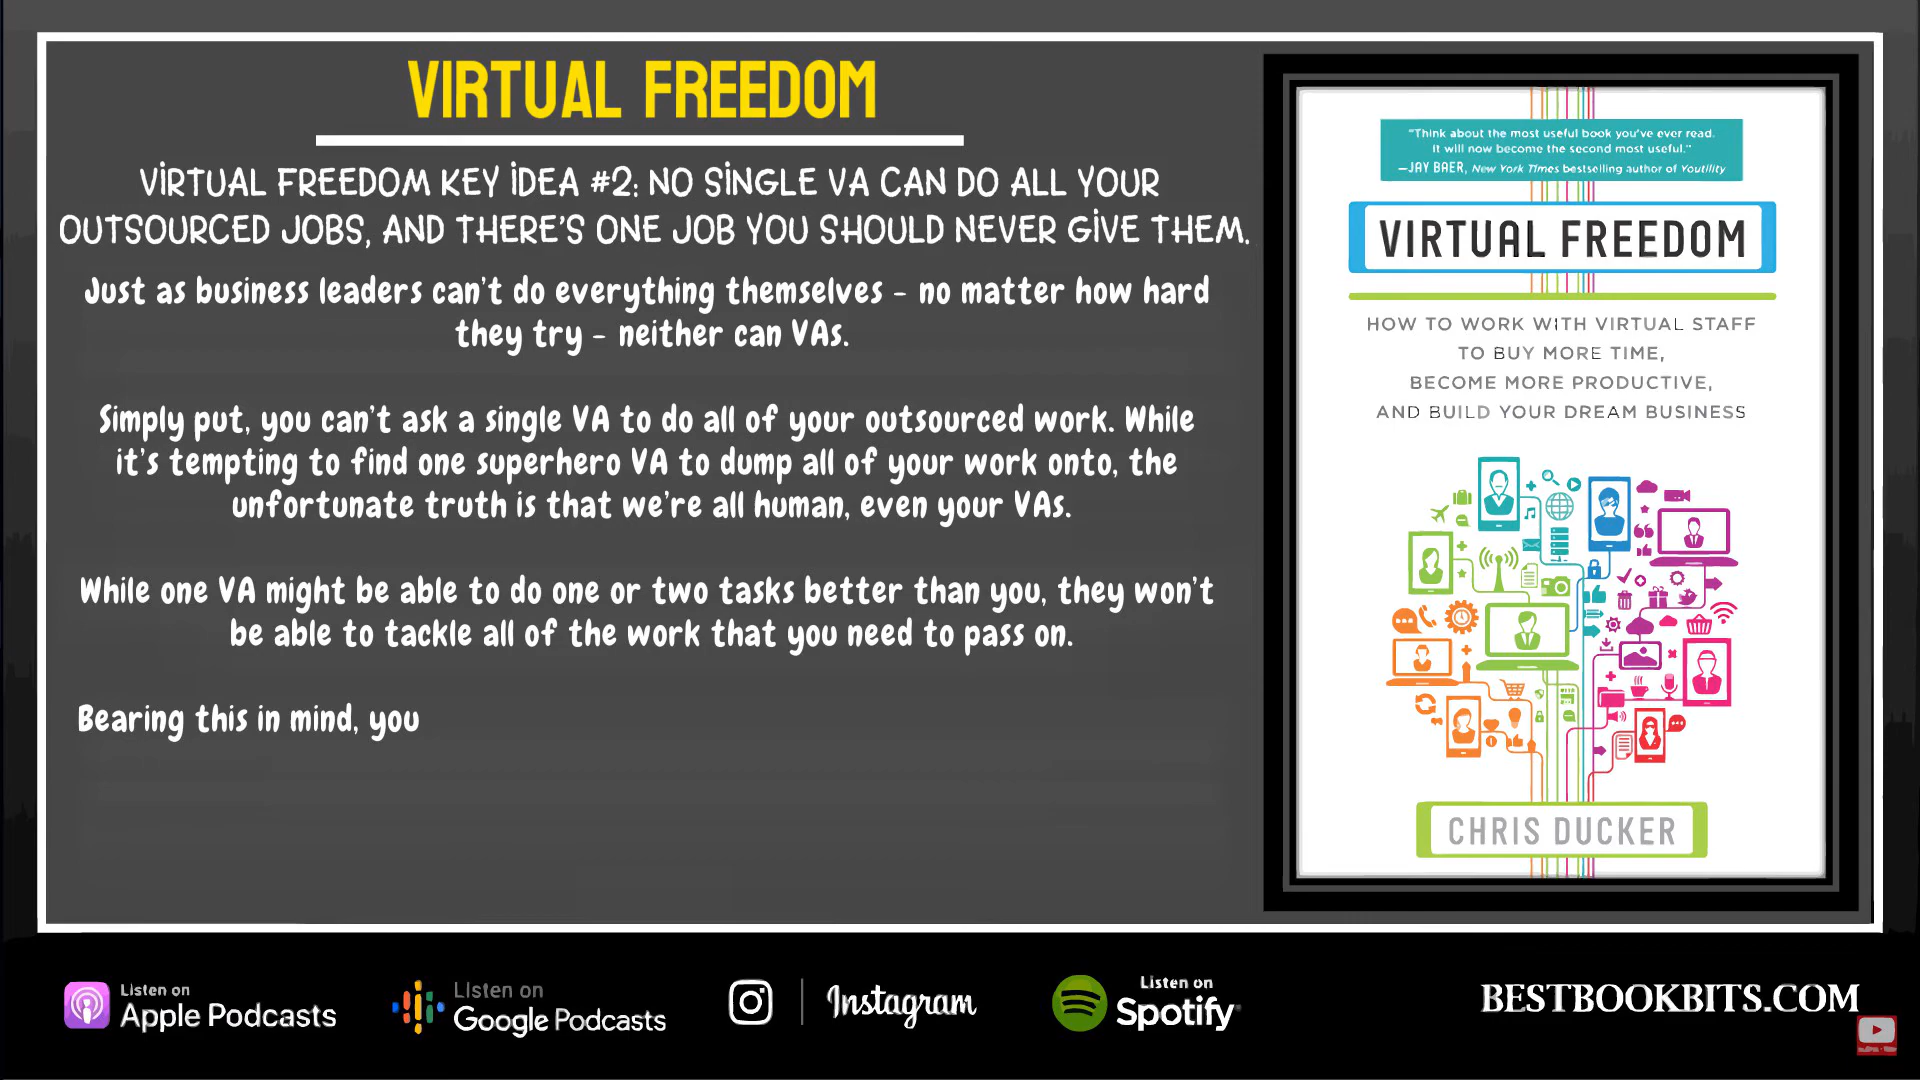 VIRTUAL FREEDOM
VIRTUAL FREEDOM KEY IDEA #2: NO SINGLE VA CAN DO ALL YOUR
OUTSOURCED JOBS, AND THERE'S ONE JOB YOU SHOULD NEVER GIVE THEM.
Just as business leaders can't do everything themselves – no matter how hard
they try – neither can VAs.
Simply put, you can't ask a single VA to do all of your outsourced work. While
it's tempting to find one superhero VA to dump all of your work onto, the
unfortunate truth is that we're all human, even your VAs.
While one VA might be able to do one or two tasks better than you, they won't
be able to tackle all of the work that you need to pass on.
Bearing this in mind, you
"Think about the most useful book you've ever read.
It will now become the second most useful."
—JAY BAER, New York Times bestselling author of Youtility
VIRTUAL FREEDOM
HOW TO WORK WITH VIRTUAL STAFF
TO BUY MORE TIME,
BECOME MORE PRODUCTIVE,
AND BUILD YOUR DREAM BUSINESS
CHRIS DUCKER
Listen on
Apple Podcasts
Listen on
Google Podcasts
Instagram
Listen on
Spotify
BESTBOOKBITS.COM